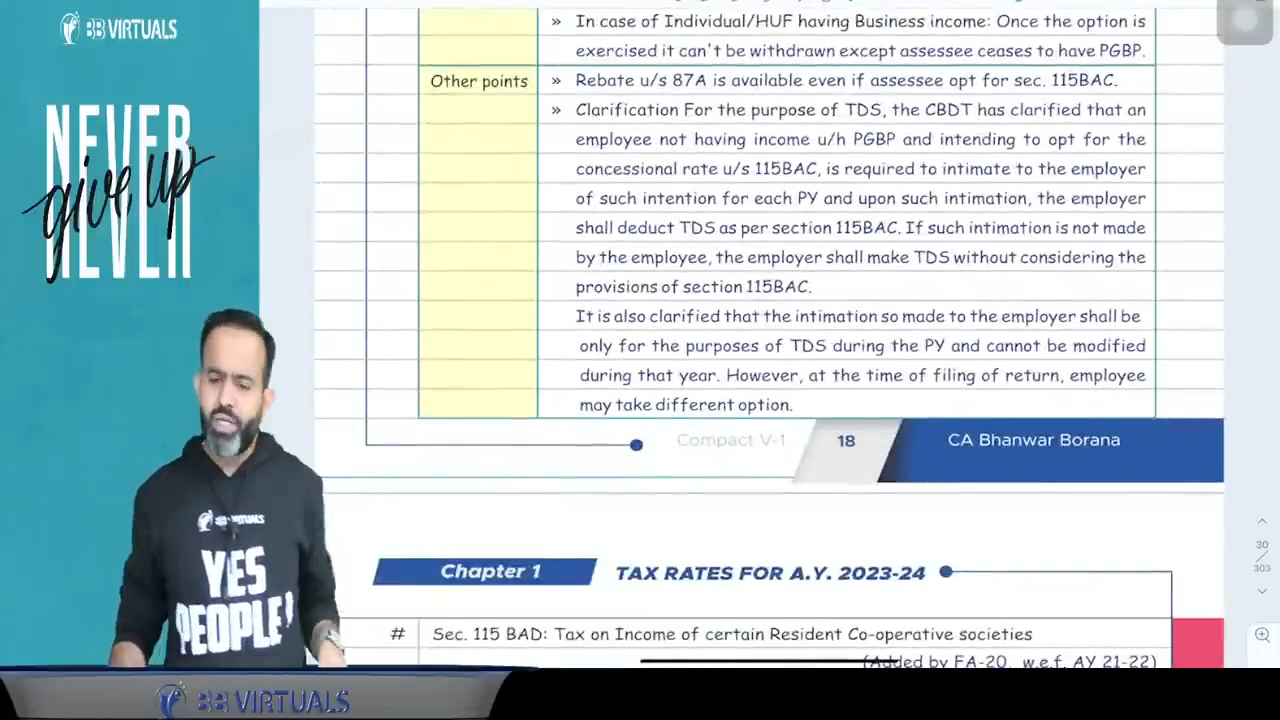 BB VIRTUALS
NEVER
give up
NEVER
» In case of Individual/HUF having Business income: Once the option is
exercised it can't be withdrawn except assessee ceases to have PGBP.
Other points
» Rebate u/s 87A is available even if assessee opt for sec. 115BAC.
» Clarification For the purpose of TDS, the CBDT has clarified that an
employee not having income u/h PGBP and intending to opt for the
concessional rate u/s 115BAC, is required to intimate to the employer
of such intention for each PY and upon such intimation, the employer
shall deduct TDS as per section 115BAC. If such intimation is not made
by the employee, the employer shall make TDS without considering the
provisions of section 115BAC.
It is also clarified that the intimation so made to the employer shall be
only for the purposes of TDS during the PY and cannot be modified
during that year. However, at the time of filing of return, employee
may take different option.
Compact V-1 18 CA Bhanwar Borana
Chapter 1 TAX RATES FOR A.Y. 2023-24
# Sec. 115 BAD: Tax on Income of certain Resident Co-operative societies
(Added by FA-20, w.e.f. AY 21-22)
30
303
BB VIRTUALS
YES
PEOPLE!
BB VIRTUALS